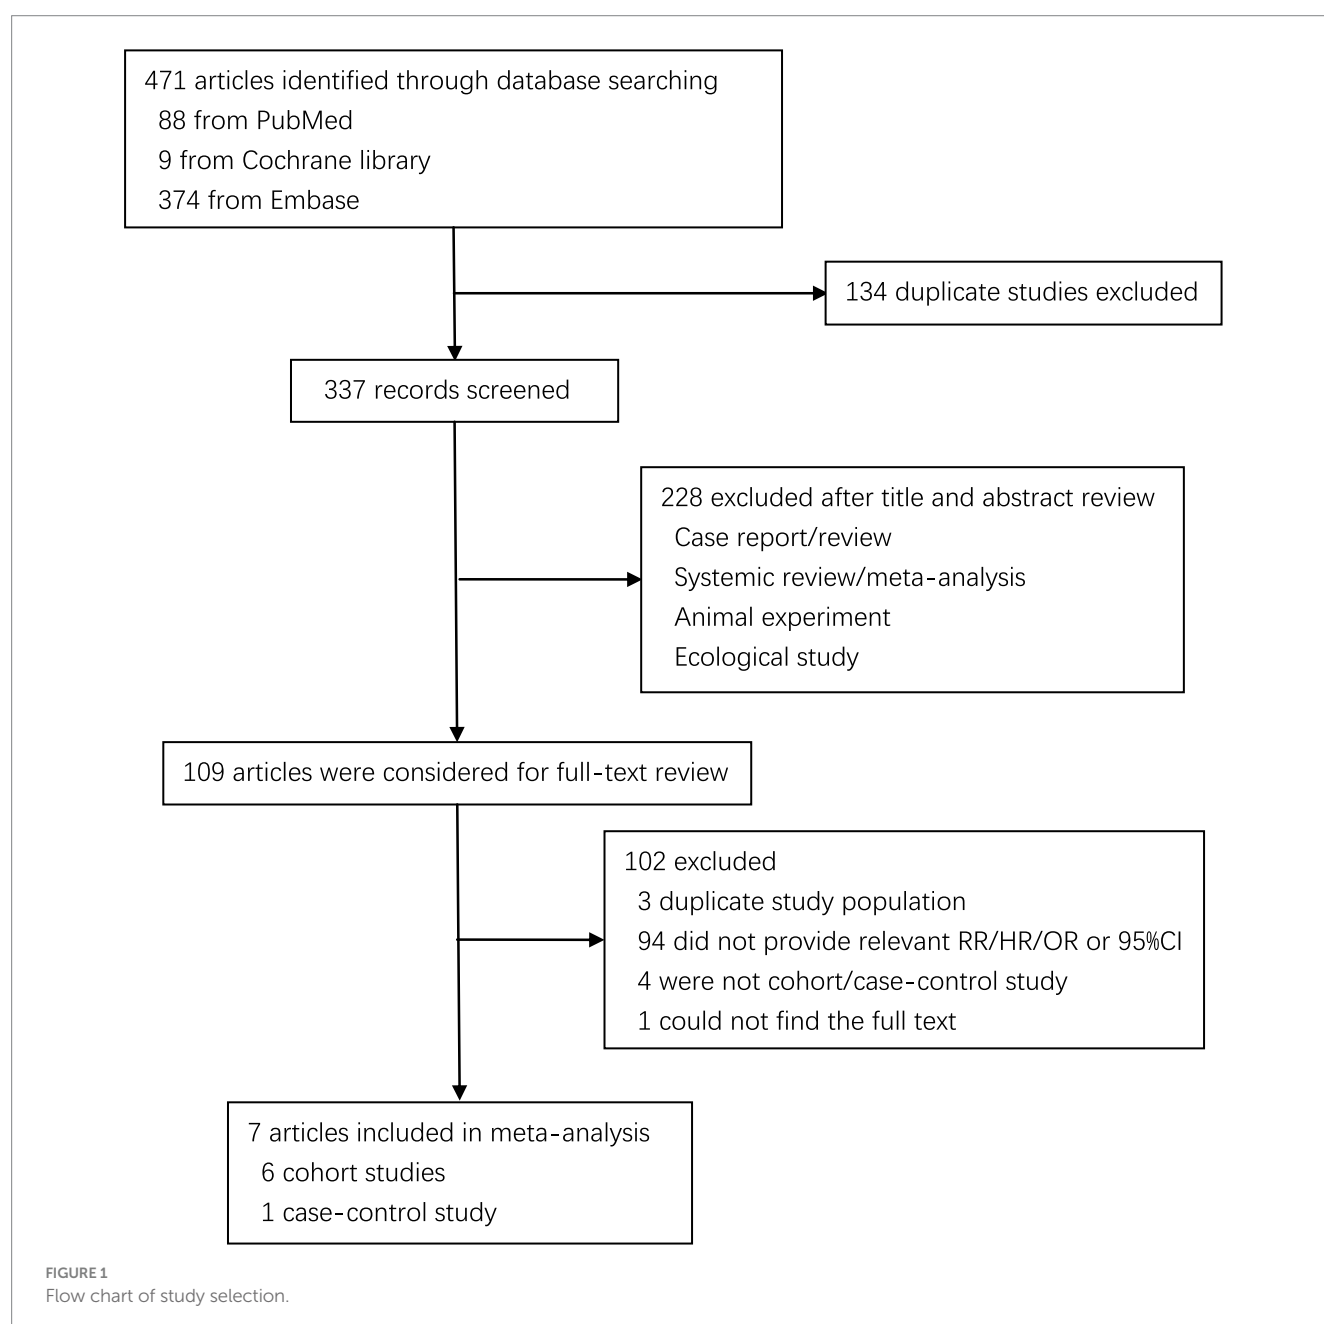 471 articles identified through database searching
88 from PubMed
9 from Cochrane library
374 from Embase
134 duplicate studies excluded
337 records screened
228 excluded after title and abstract review
Case report/review
Systemic review/meta-analysis
Animal experiment
Ecological study
109 articles were considered for full-text review
102 excluded
3 duplicate study population
94 did not provide relevant RR/HR/OR or 95%CI
4 were not cohort/case-control study
1 could not find the full text
7 articles included in meta-analysis
6 cohort studies
1 case-control study
FIGURE 1
Flow chart of study selection.